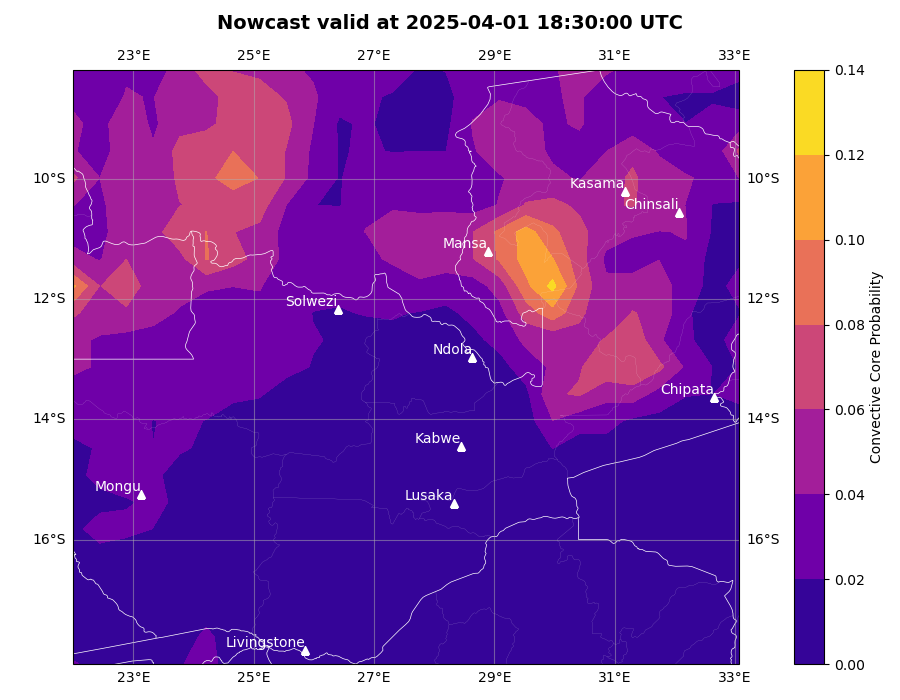 Nowcast valid at 2025-04-01 18:30:00 UTC
23°E 25°E 27°E 29°E 31°E 33°E
0.14
0.12
10°S 10°S
Kasama
Chinsali
0.10
Mansa
12°S 12°S
Solwezi
0.08
Ndola
Chipata
0.06
14°S 14°S
Kabwe
Mongu
Lusaka
0.04
16°S 16°S
0.02
Livingstone
0.00
23°E 25°E 27°E 29°E 31°E 33°E
Convective Core Probability